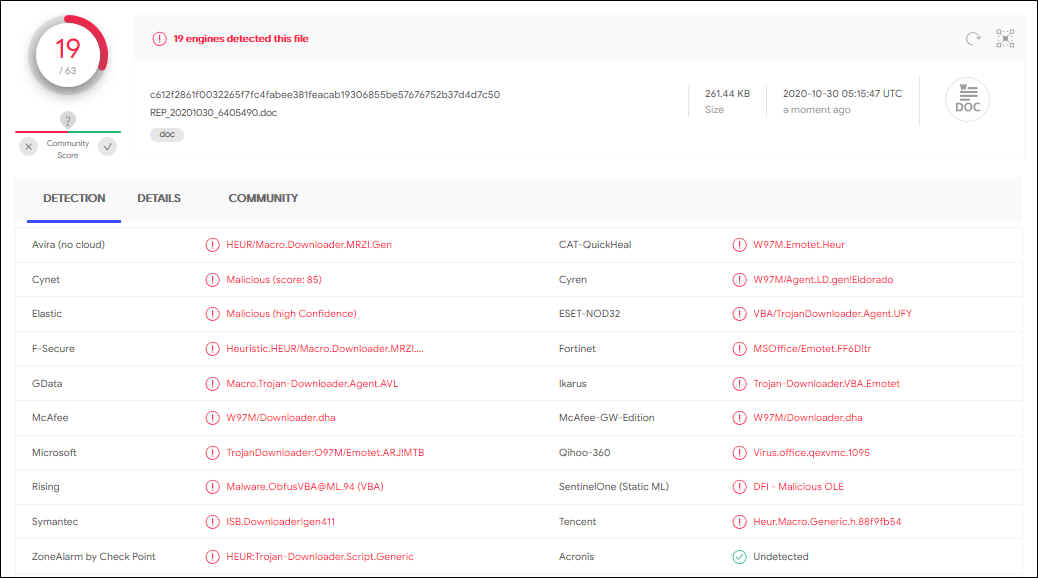 19
/ 63
?
Community
Score
19 engines detected this file
c612f2861f0032265f7fc4fabee381feacab19306855be57676752b37d4d7c50
REP_20201030_6405490.doc
doc
261.44 KB
Size
2020-10-30 05:15:47 UTC
a moment ago
W
DOC
DETECTION DETAILS COMMUNITY
Avira (no cloud) HEUR/Macro.Downloader.MRZI.Gen CAT-QuickHeal W97M.Emotet.Heur
Cynet Malicious (score: 85) Cyren W97M/Agent.LD.gen!Eldorado
Elastic Malicious (high Confidence) ESET-NOD32 VBA/TrojanDownloader.Agent.UFY
F-Secure Heuristic.HEUR/Macro.Downloader.MRZI.... Fortinet MSOffice/Emotet.FF6D!tr
GData Macro.Trojan-Downloader.Agent.AVL Ikarus Trojan-Downloader.VBA.Emotet
McAfee W97M/Downloader.dha McAfee-GW-Edition W97M/Downloader.dha
Microsoft TrojanDownloader:O97M/Emotet.ARJ!MTB Qihoo-360 Virus.office.qexvmc.1095
Rising Malware.ObfusVBA@ML.94 (VBA) SentinelOne (Static ML) DFI - Malicious OLE
Symantec ISB.Downloader!gen411 Tencent Heur.Macro.Generic.h.88f9fb54
ZoneAlarm by Check Point HEUR:Trojan-Downloader.Script.Generic Acronis Undetected